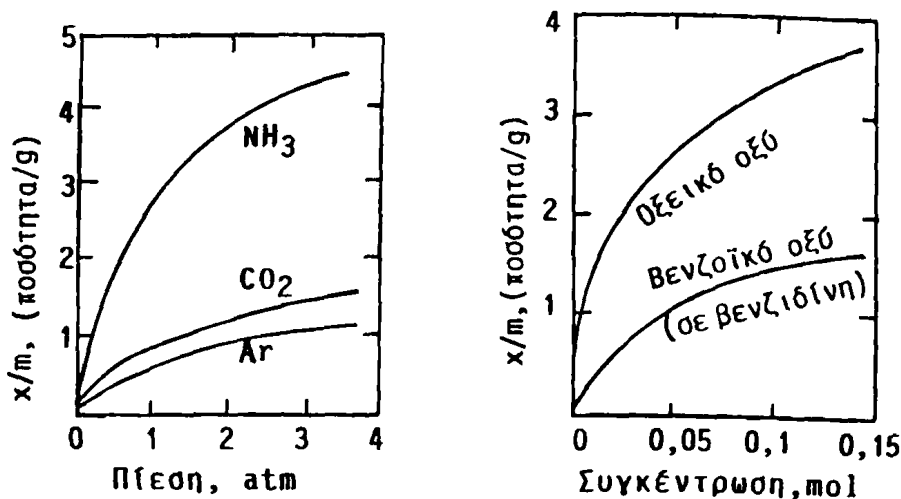 x/m, (ποσότητα/g)
5
4
3
2
1
NH3
CO2
Ar
0 1 2 3 4
Πίεση, atm
x/m, (ποσότητα/g)
4
3
2
1
Οξεικό οξύ
Βενζοϊκό οξύ
(σε βενζιδίνη)
0 0,05 0,1 0,15
Συγκέντρωση, mol